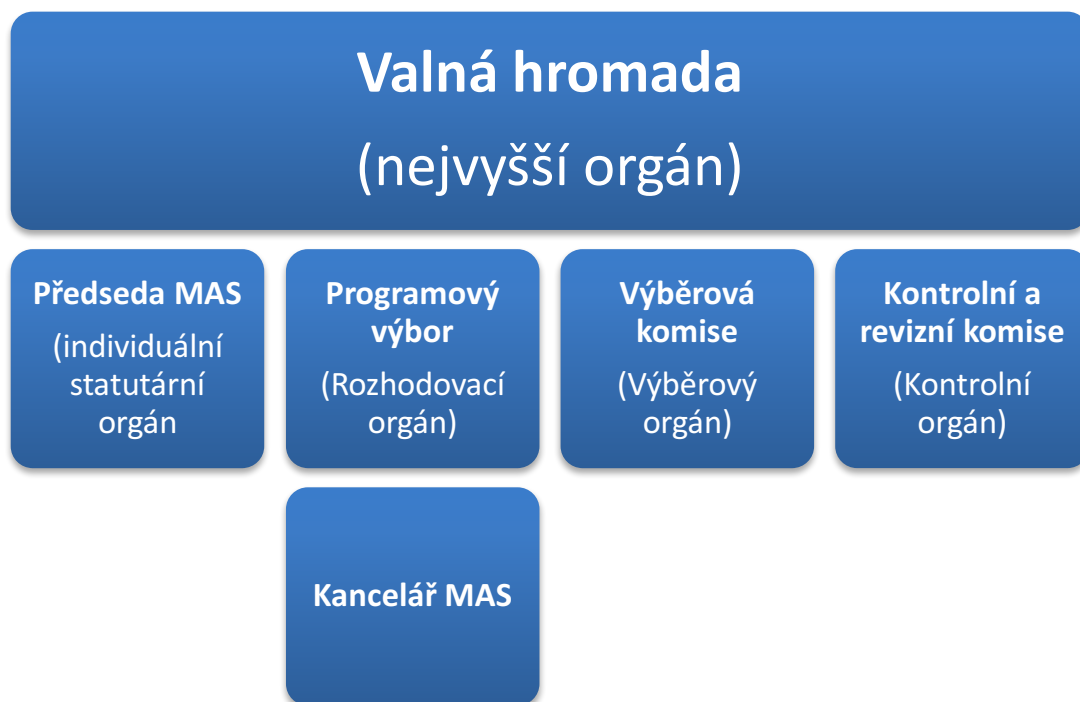 Valná hromada
(nejvyšší orgán)
Předseda MAS
(individuální
statutární
orgán
Programový
výbor
(Rozhodovací
orgán)
Výběrová
komise
(Výběrový
orgán)
Kontrolní a
revizní komise
(Kontrolní
orgán)
Kancelář MAS